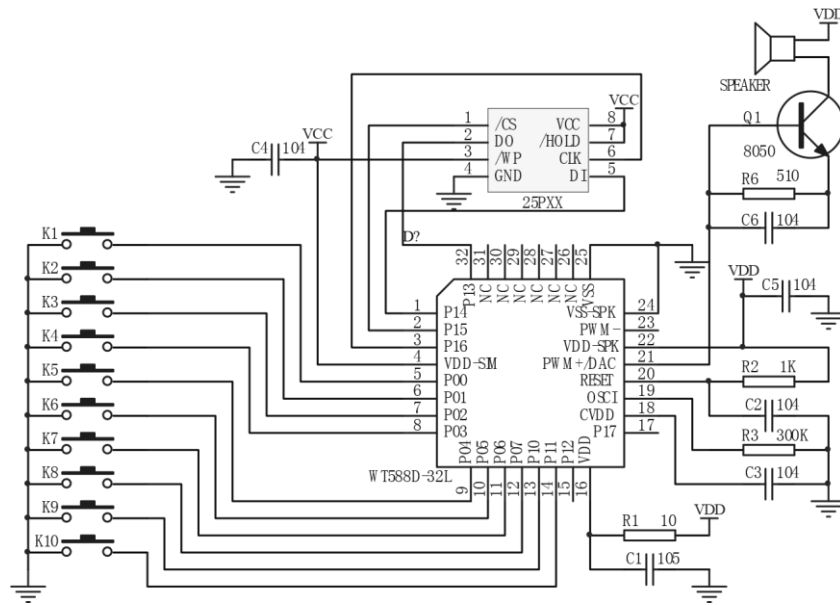 VDD
SPEAKER
Q1
8050
R6 510
C6 104
VCC
VCC
C4 104
1 /CS VCC 8
2 DO /HOLD 7
3 /WP CLK 6
4 GND DI 5
25PXX
D?
K1
K2
K3
K4
K5
K6
K7
K8
K9
K10
32 31 30 29 28 27 26 25
P13 NC NC NC NC NC NC VSS
1 P14 VSS-SPK 24
2 P15 PWM- 23
3 P16 VDD-SPK 22
4 VDD-SIM PWM+/DAC 21
5 P00 RESET 20
6 P01 OSCI 19
7 P02 CVDD 18
8 P03 P17 17
P04 P05 P06 P07 P10 P11 P12 VDD
9 10 11 12 13 14 15 16
WT588D-32L
VDD
C5 104
R2 1K
C2 104
R3 300K
C3 104
VDD
R1 10
C1 105